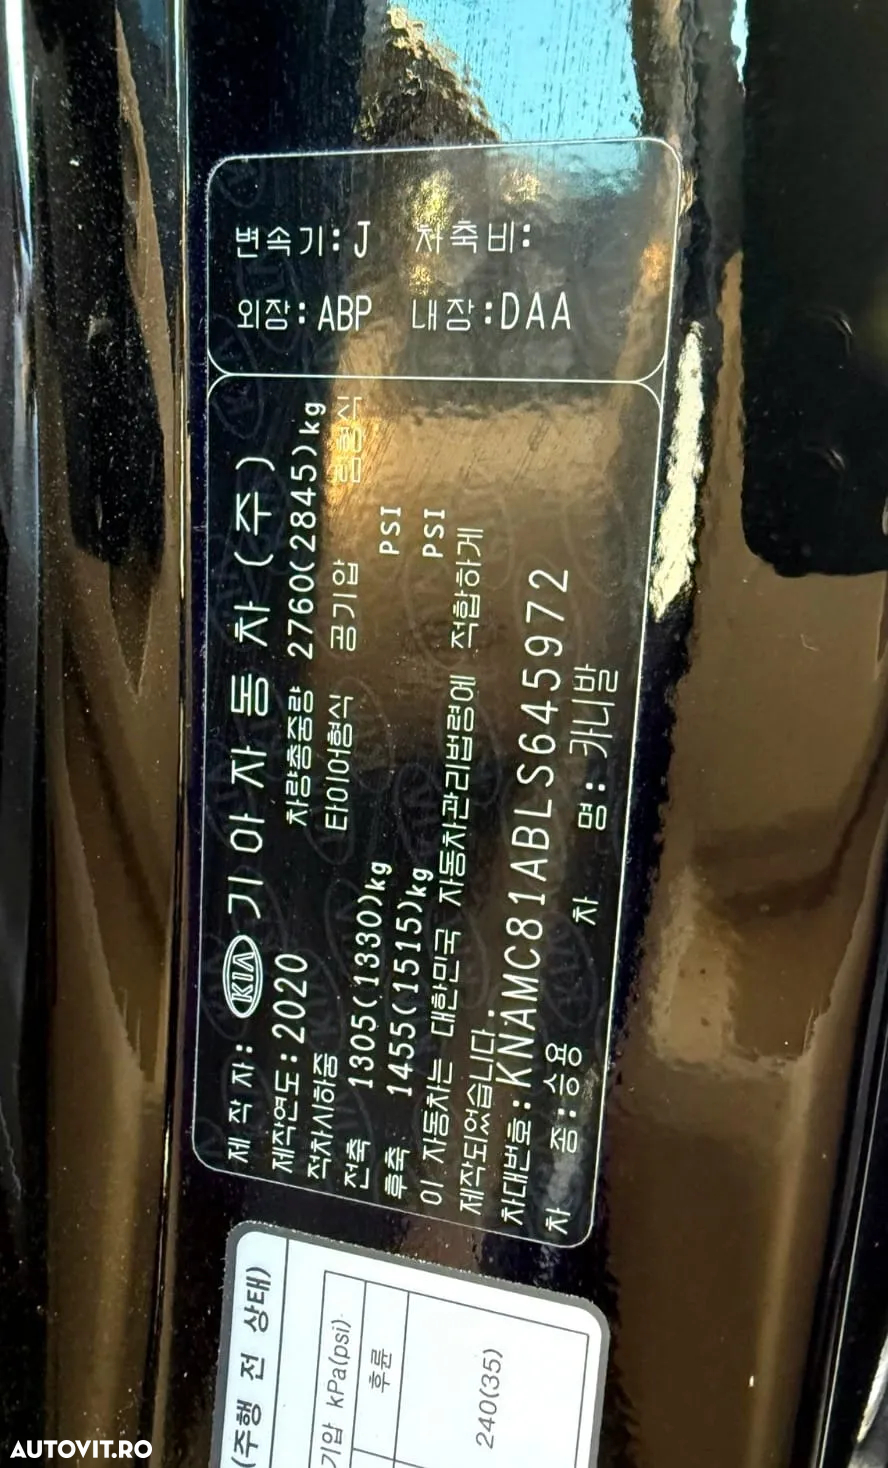 제 작 자: KIA 기 아 자 동 차 (주)
제작연도:2020 차량총중량 2760(2845)kg
적차시하중 타이어형식 공기압 림형식
전축 1305(1330)kg PSI
후축 1455(1515)kg PSI
이 자동차는 대한민국 자동차관리법령에 적합하게
제작되었습니다.
차대번호:KNAMC81ABLS645972
차 종:승용 차 명: 카니발
변속기:J 차축비:
외장:ABP 내장:DAA
(주행 전 상태)
기압 kPa(psi)
후륜
240(35)
AUTOVIT.RO